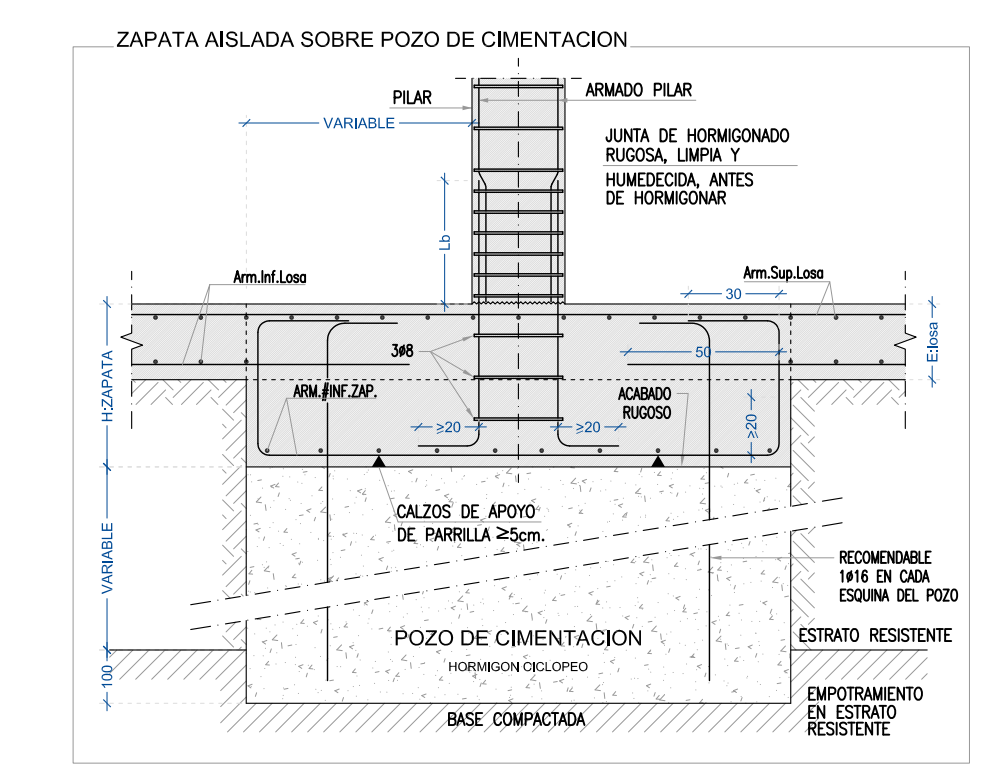 ZAPATA AISLADA SOBRE POZO DE CIMENTACION
PILAR
ARMADO PILAR
VARIABLE
JUNTA DE HORMIGONADO
RUGOSA, LIMPIA Y
HUMEDECIDA, ANTES
DE HORMIGONAR
Lb
Arm.Inf.Losa
Arm.Sup.Losa
30
3ø8
50
E:losa
H:ZAPATA
ARM.#INF.ZAP.
ACABADO
RUGOSO
≥20
≥20
≥20
CALZOS DE APOYO
DE PARRILLA ≥5cm.
VARIABLE
RECOMENDABLE
1ø16 EN CADA
ESQUINA DEL POZO
POZO DE CIMENTACION
HORMIGON CICLOPEO
ESTRATO RESISTENTE
100
EMPOTRAMIENTO
EN ESTRATO
RESISTENTE
BASE COMPACTADA